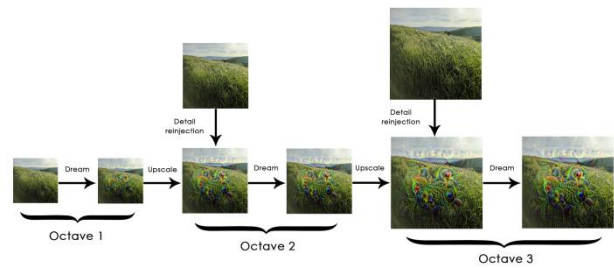 Detail
reinjection
Detail
reinjection
Dream
Upscale
Dream
Upscale
Dream
Octave 1
Octave 2
Octave 3